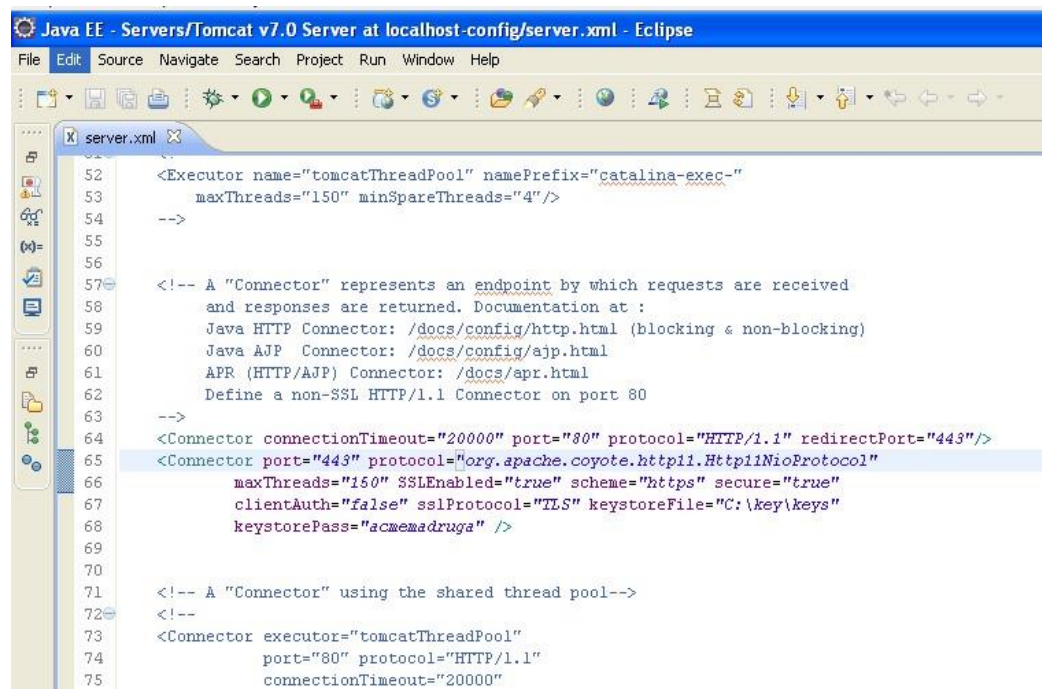 Java EE - Servers/Tomcat v7.0 Server at localhost-config/server.xml - Eclipse
File Edit Source Navigate Search Project Run Window Help
server.xml
52 <Executor name="tomcatThreadPool" namePrefix="catalina-exec-"
53 maxThreads="150" minSpareThreads="4"/>
54 -->
55
56
57 <!-- A "Connector" represents an endpoint by which requests are received
58 and responses are returned. Documentation at :
59 Java HTTP Connector: /docs/config/http.html (blocking & non-blocking)
60 Java AJP  Connector: /docs/config/ajp.html
61 APR (HTTP/AJP) Connector: /docs/apr.html
62 Define a non-SSL HTTP/1.1 Connector on port 80
63 -->
64 <Connector connectionTimeout="20000" port="80" protocol="HTTP/1.1" redirectPort="443"/>
65 <Connector port="443" protocol="org.apache.coyote.http11.Http11NioProtocol"
66 maxThreads="150" SSLEnabled="true" scheme="https" secure="true"
67 clientAuth="false" sslProtocol="TLS" keystoreFile="C:\key\keys"
68 keystorePass="acmemadruga" />
69
70
71 <!-- A "Connector" using the shared thread pool-->
72 <!--
73 <Connector executor="tomcatThreadPool"
74 port="80" protocol="HTTP/1.1"
75 connectionTimeout="20000"